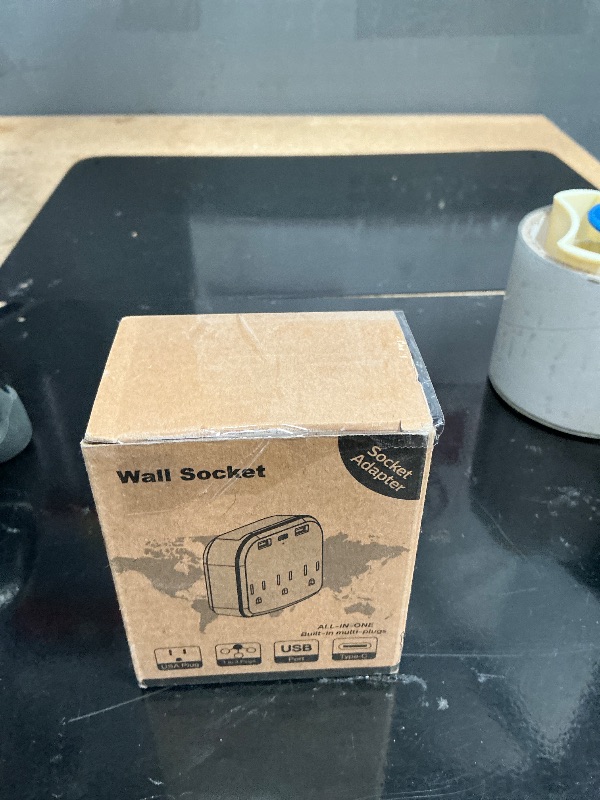 Wall Socket
Socket
Adapter
ALL-IN-ONE
Built-in multi-plugs
USA Plug
USB
Port
Type-C